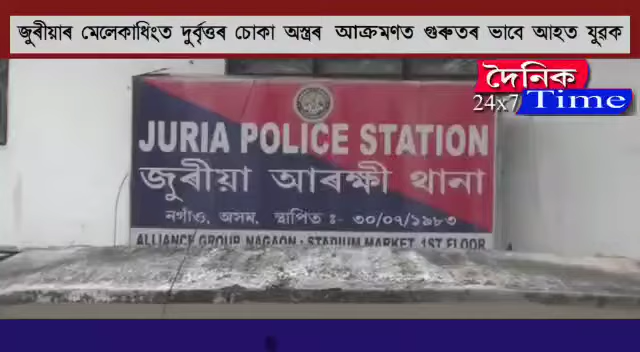 জুৰীয়াৰ মেলেকাধিংত দুৰ্বৃত্তৰ চোকা অস্ত্ৰৰ আক্ৰমণত গুৰুতৰ ভাবে আহত যুৱক
দৈনিক
24x7 Time
JURIA POLICE STATION
জুৰীয়া আৰক্ষী থানা
নগাঁও, অসম, স্থাপিত ঃ- ৩০/০৭/১৯৮৩
ALLIANCE GROUP, NAGAON : STADIUM MARKET, 1ST FLOOR